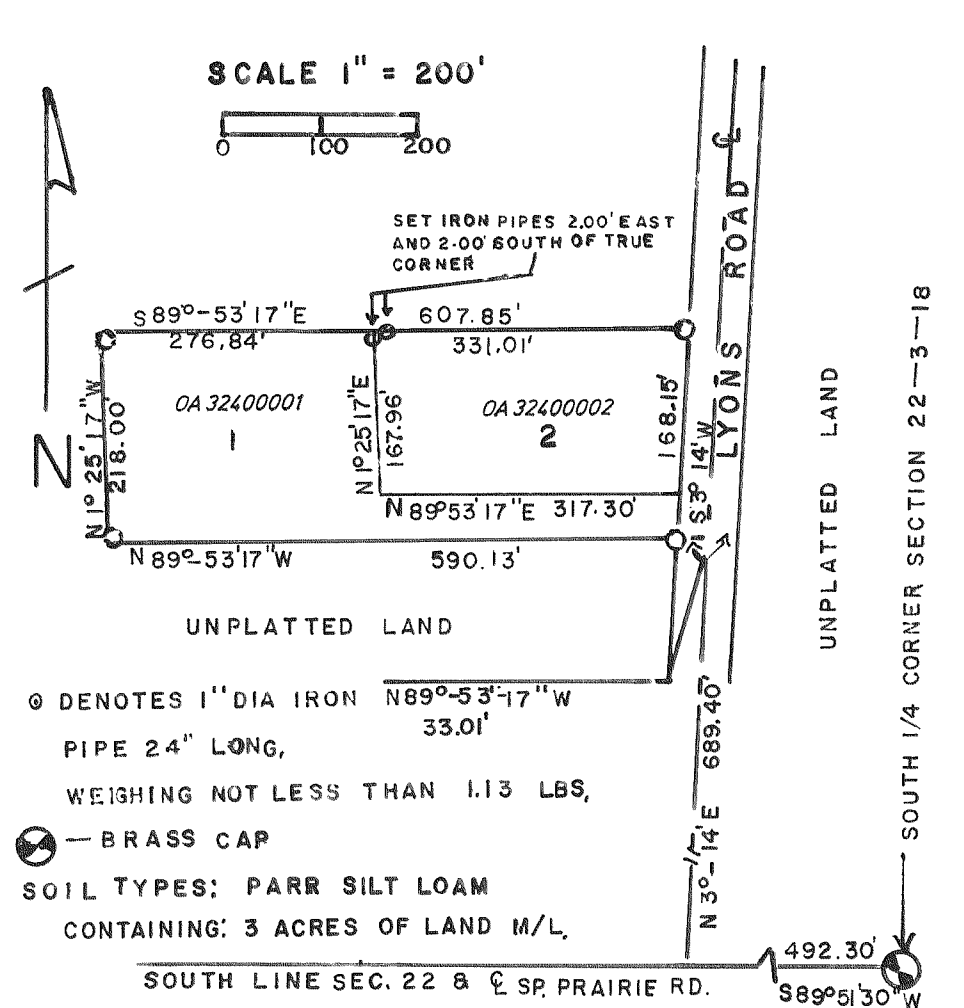 SCALE 1" = 200'
0 100 200
SET IRON PIPES 2.00' EAST
AND 2.00' SOUTH OF TRUE
CORNER
S 89°-53' 17"E
607.85'
276.84'
331.01'
N 1° 25' 17"W
218.00'
OA 32400001
1
N 1° 25' 17"E
167.96'
OA 32400002
2
168.15'
LYONS ROAD ℄
S 3° 14' W
N 89° 53' 17"E 317.30'
N
N 89°-53' 17"W
590.13'
UNPLATTED LAND
UNPLATTED LAND
SOUTH 1/4 CORNER SECTION 22-3-18
DENOTES 1" DIA IRON
PIPE 24" LONG,
WEIGHING NOT LESS THAN 1.13 LBS,
N 89°-53'-17"W
33.01'
N 3°-14' E 689.40'
— BRASS CAP
SOIL TYPES: PARR SILT LOAM
CONTAINING: 3 ACRES OF LAND M/L.
SOUTH LINE SEC. 22 & ℄ SP. PRAIRIE RD.
492.30'
S 89° 51' 30" W